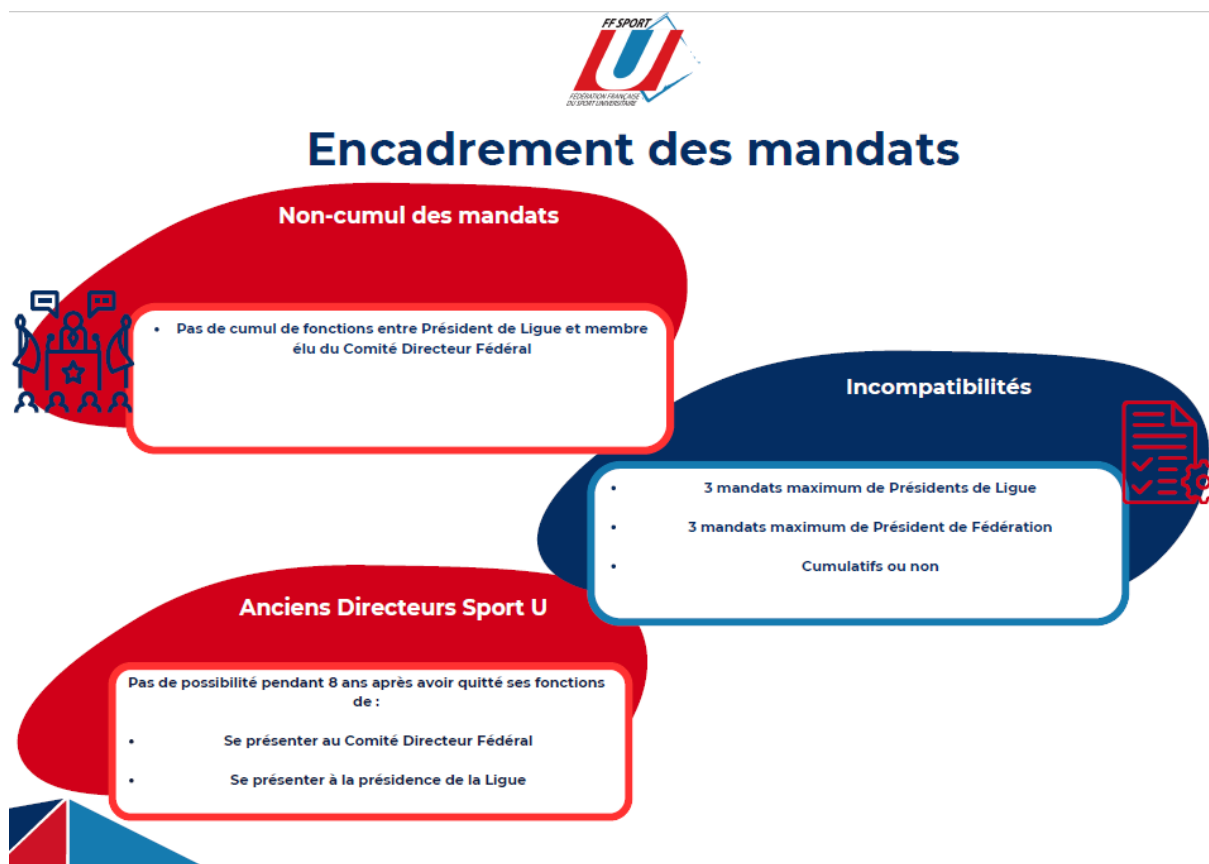 FF SPORT
U
FÉDÉRATION FRANÇAISE
DU SPORT UNIVERSITAIRE
Encadrement des mandats
Non-cumul des mandats
• Pas de cumul de fonctions entre Président de Ligue et membre
élu du Comité Directeur Fédéral
Incompatibilités
• 3 mandats maximum de Présidents de Ligue
• 3 mandats maximum de Président de Fédération
• Cumulatifs ou non
Anciens Directeurs Sport U
Pas de possibilité pendant 8 ans après avoir quitté ses fonctions
de :
• Se présenter au Comité Directeur Fédéral
• Se présenter à la présidence de la Ligue